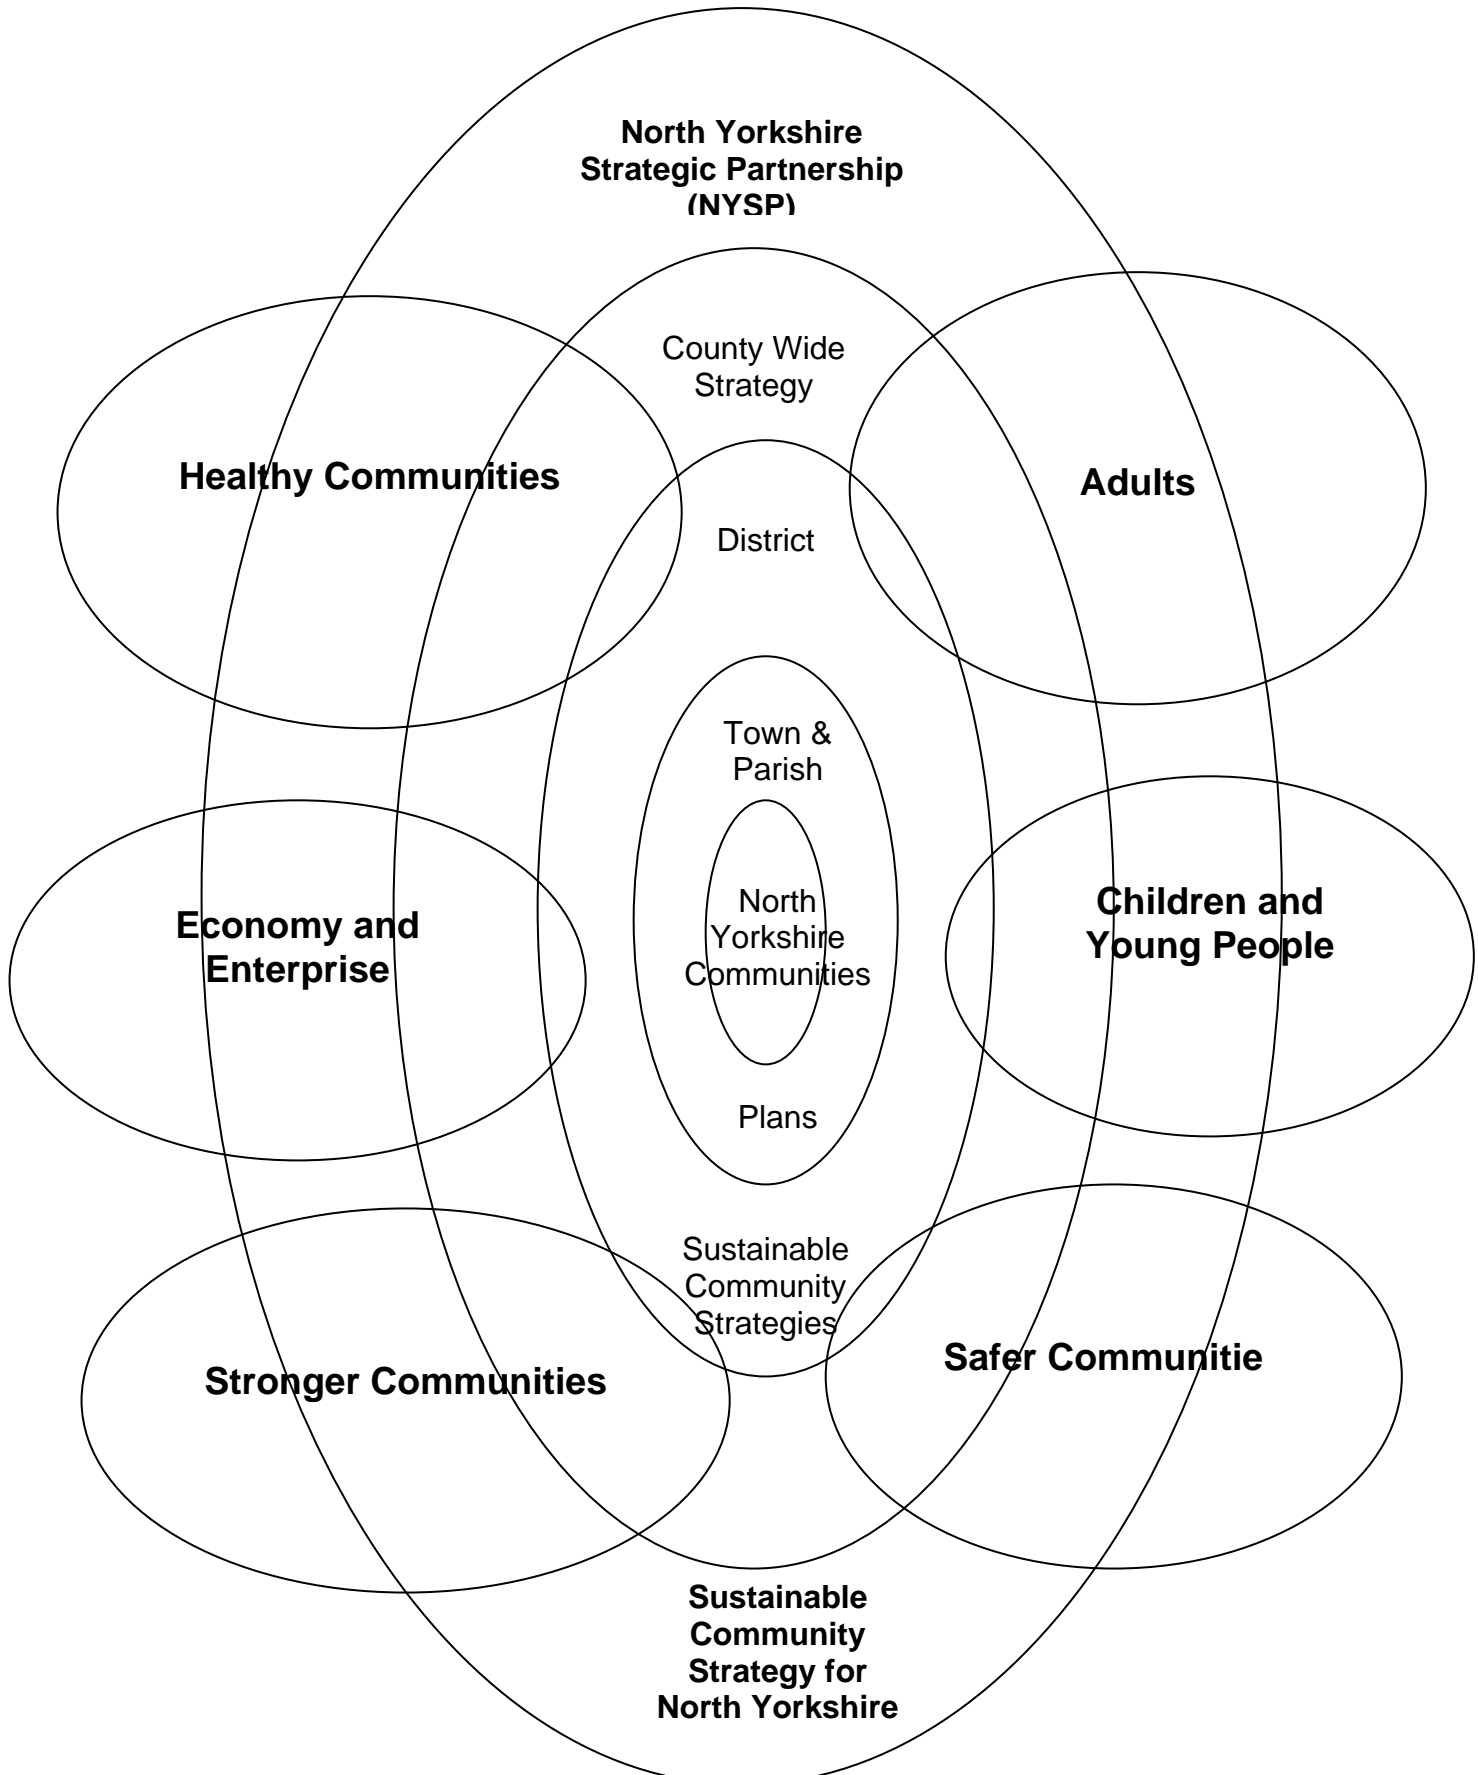 North Yorkshire
Strategic Partnership
(NYSP)
County Wide
Strategy
Healthy Communities
Adults
District
Town &
Parish
North
Yorkshire
Communities
Economy and
Enterprise
Children and
Young People
Plans
Sustainable
Community
Strategies
Stronger Communities
Safer Communitie
Sustainable
Community
Strategy for
North Yorkshire